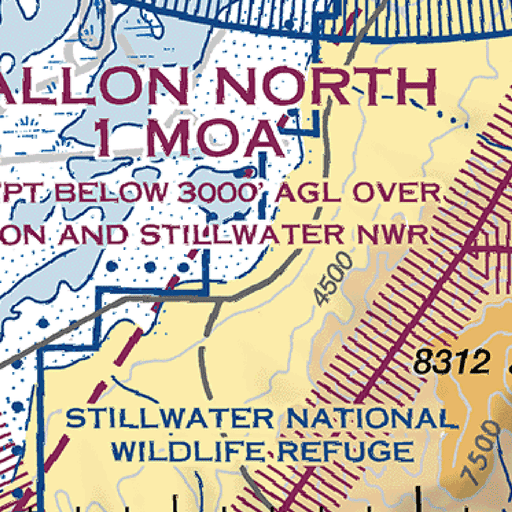 ALLON NORTH
1 MOA
PT BELOW 3000' AGL OVER
ON AND STILLWATER NWR
4500
8312
STILLWATER NATIONAL
WILDLIFE REFUGE
7500